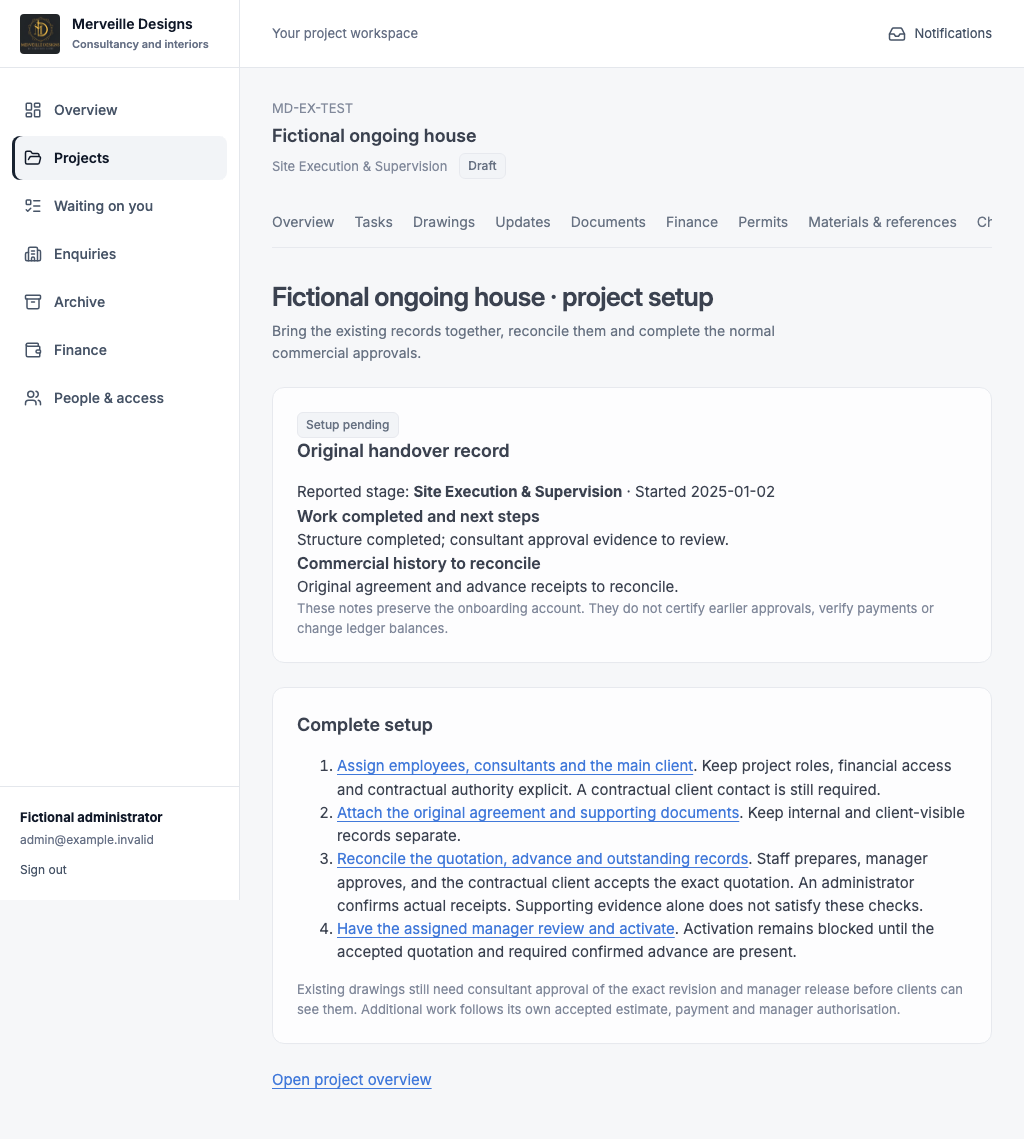 Merveille Designs
Consultancy and interiors
Your project workspace
Notifications
Overview
Projects
Waiting on you
Enquiries
Archive
Finance
People & access
Fictional administrator
admin@example.invalid
Sign out
MD-EX-TEST
Fictional ongoing house
Site Execution & Supervision Draft
Overview Tasks Drawings Updates Documents Finance Permits Materials & references Ch
Fictional ongoing house · project setup
Bring the existing records together, reconcile them and complete the normal
commercial approvals.
Setup pending
Original handover record
Reported stage: Site Execution & Supervision · Started 2025-01-02
Work completed and next steps
Structure completed; consultant approval evidence to review.
Commercial history to reconcile
Original agreement and advance receipts to reconcile.
These notes preserve the onboarding account. They do not certify earlier approvals, verify payments or
change ledger balances.
Complete setup
1. Assign employees, consultants and the main client. Keep project roles, financial access
and contractual authority explicit. A contractual client contact is still required.
2. Attach the original agreement and supporting documents. Keep internal and client-visible
records separate.
3. Reconcile the quotation, advance and outstanding records. Staff prepares, manager
approves, and the contractual client accepts the exact quotation. An administrator
confirms actual receipts. Supporting evidence alone does not satisfy these checks.
4. Have the assigned manager review and activate. Activation remains blocked until the
accepted quotation and required confirmed advance are present.
Existing drawings still need consultant approval of the exact revision and manager release before clients can
see them. Additional work follows its own accepted estimate, payment and manager authorisation.
Open project overview